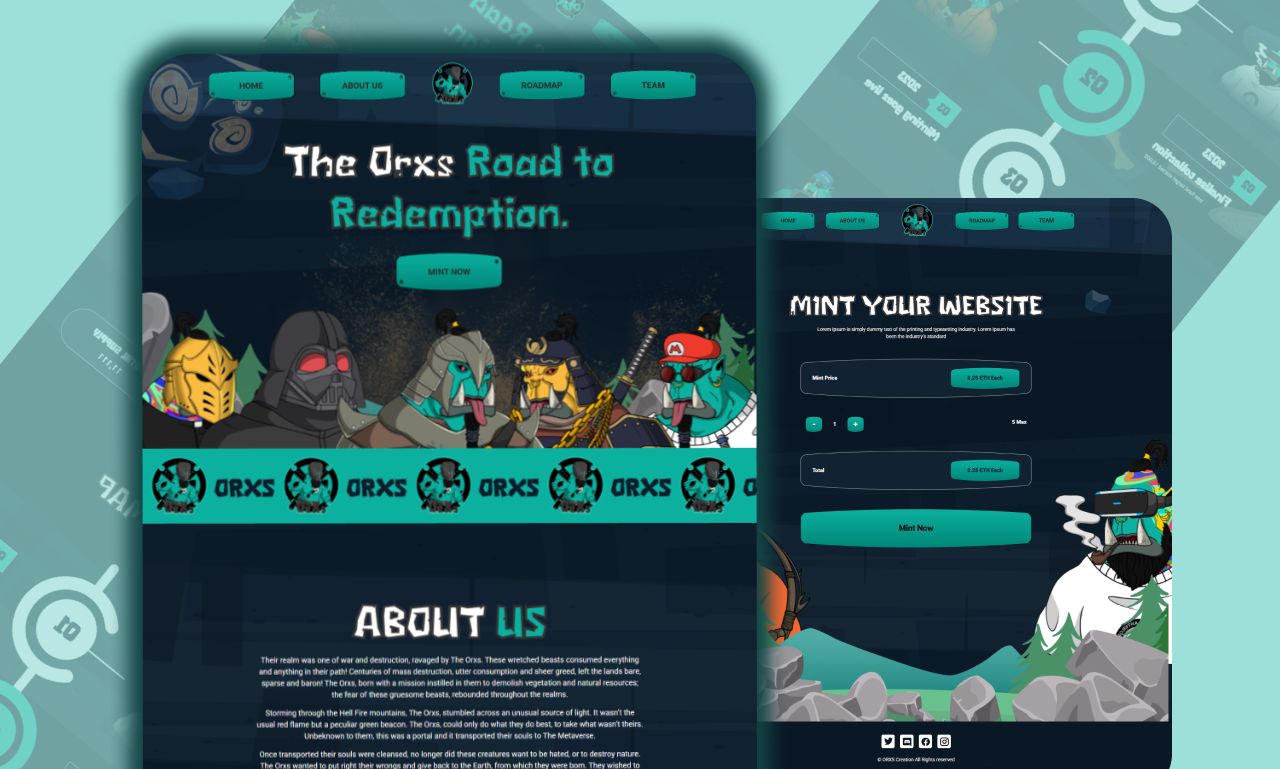 HOME
ABOUT US
ROADMAP
TEAM
The Orxs Road to
Redemption.
MINT NOW
ORXS
ORXS
ORXS
ORXS
ABOUT US
Their realm was one of war and destruction, ravaged by The Orxs. These wretched beasts consumed everything
and anything in their path! Centuries of mass destruction, utter consumption and sheer greed, left the lands bare,
sparse and baron! The Orxs, born with a mission instilled in them to demolish vegetation and natural resources;
the fear of these gruesome beasts, rebounded throughout the realms.
Storming through the Hell Fire mountains, The Orxs, stumbled across an unusual source of light. It wasn't the
usual red flame but a peculiar green beacon. The Orxs, could only do what they do best, to take what wasn't theirs.
Unbeknown to them, this was a portal and it transported their souls to The Metaverse.
Once transported their souls were cleansed, no longer did these creatures want to be hated, or to destroy nature.
The Orxs wanted to put right their wrongs and give back to the Earth, from which they were born. They wished to
HOME
ABOUT US
ROADMAP
TEAM
MINT YOUR WEBSITE
Lorem Ipsum is simply dummy text of the printing and typesetting industry. Lorem Ipsum has
been the industry's standard
Mint Price
0.35 ETH Each
- 1 +
5 Max
Total
0.35 ETH Each
Mint Now
© ORXS Creation All Rights reserved
02
03
2022
03
Minting goes live
2022
03
01